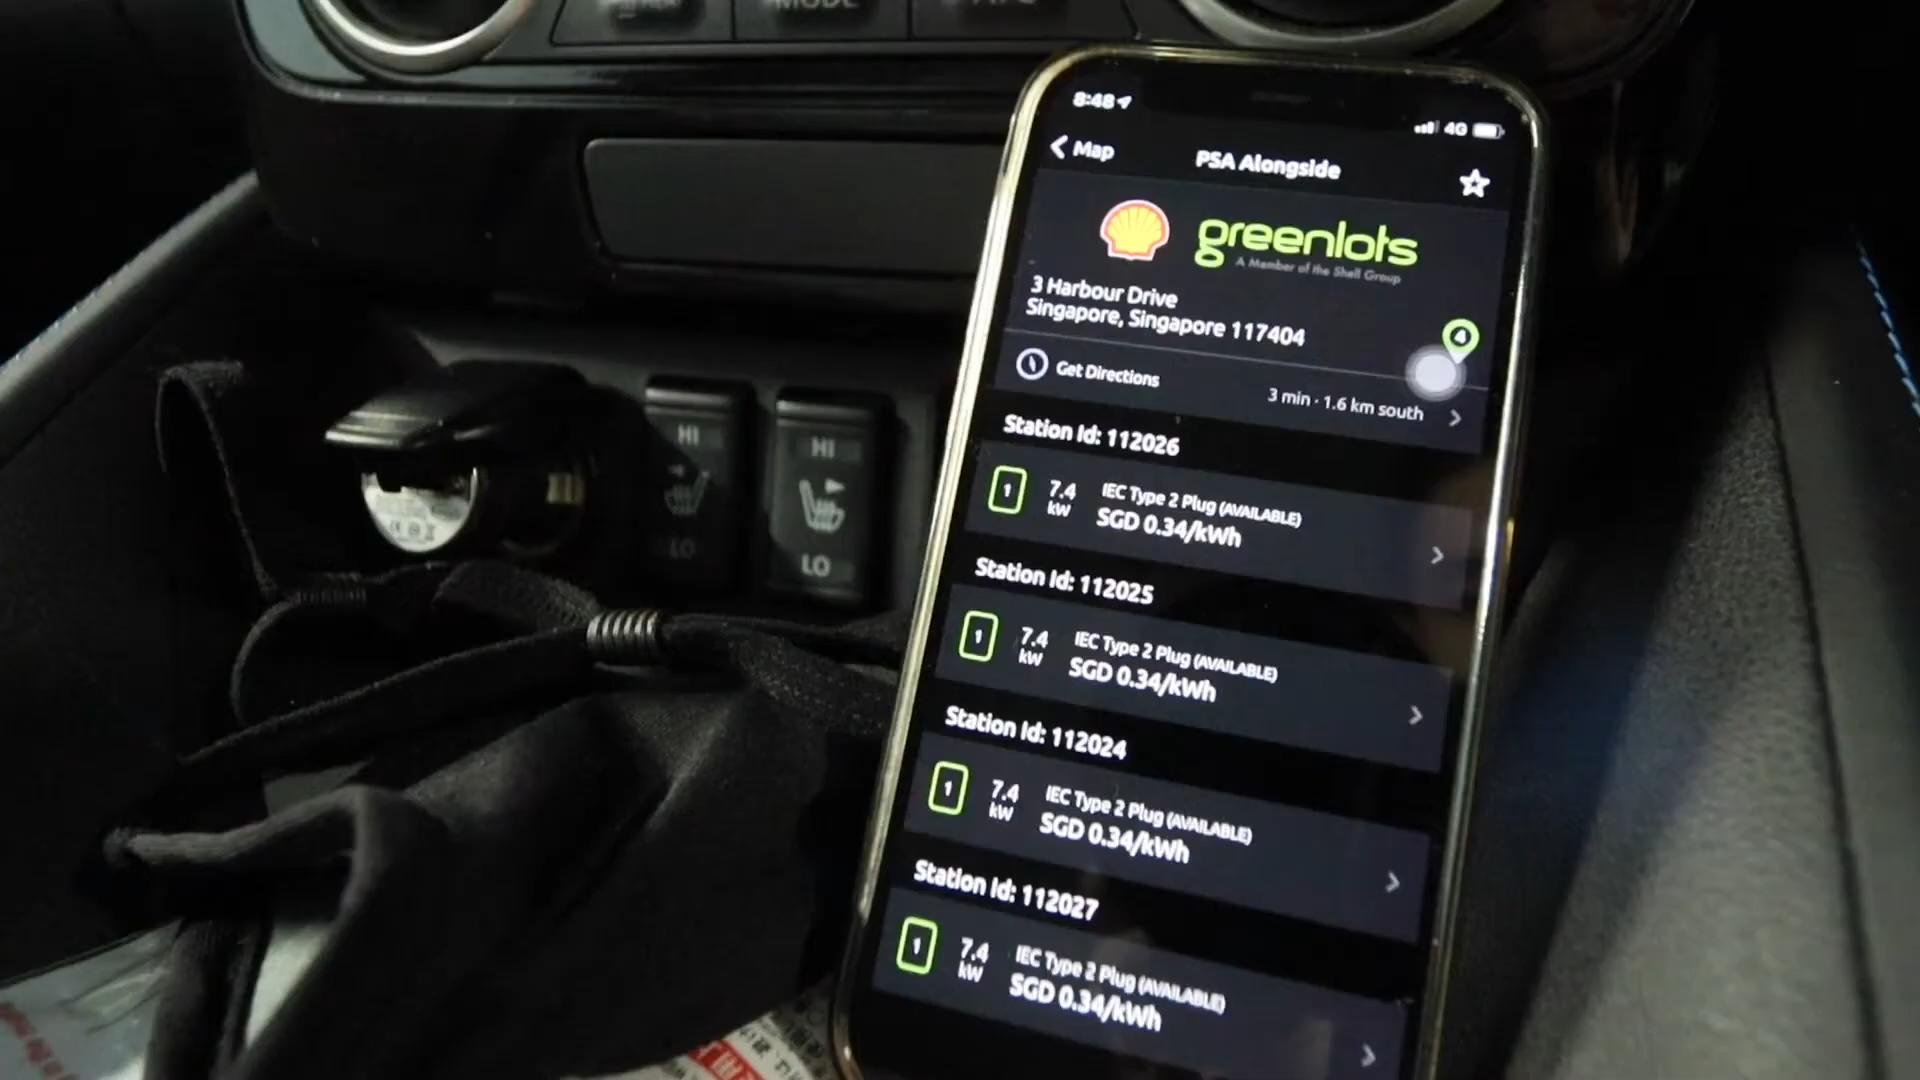 MODE
8:48
4G
Map
PSA Alongside
greenlots
A Member of the Shell Group
3 Harbour Drive
Singapore, Singapore 117404
4
Get Directions
3 min · 1.6 km south
Station Id: 112026
1
7.4
kW
IEC Type 2 Plug (AVAILABLE)
SGD 0.34/kWh
Station Id: 112025
1
7.4
kW
IEC Type 2 Plug (AVAILABLE)
SGD 0.34/kWh
Station Id: 112024
1
7.4
kW
IEC Type 2 Plug (AVAILABLE)
SGD 0.34/kWh
Station Id: 112027
1
7.4
kW
IEC Type 2 Plug (AVAILABLE)
SGD 0.34/kWh
HI
LO
HI
LO